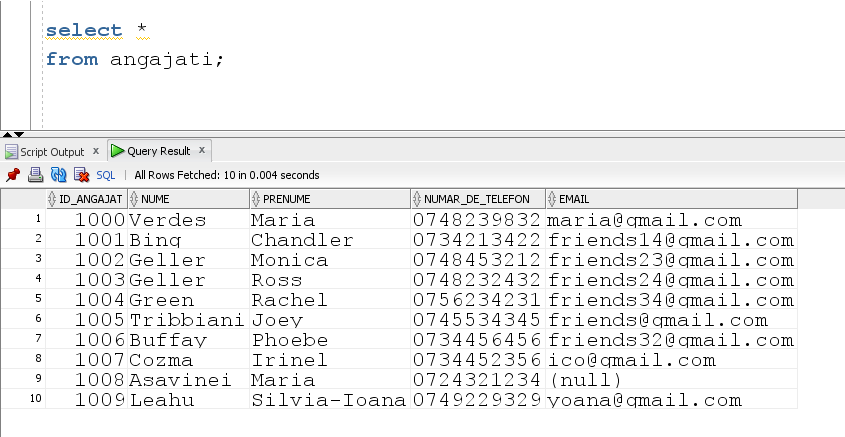 select *
from angajati;
Script Output x Query Result x
SQL | All Rows Fetched: 10 in 0.004 seconds
ID_ANGAJAT NUME PRENUME NUMAR_DE_TELEFON EMAIL
1 1000 Verdes Maria 0748239832 maria@gmail.com
2 1001 Bing Chandler 0734213422 friends14@gmail.com
3 1002 Geller Monica 0748453212 friends23@gmail.com
4 1003 Geller Ross 0748232432 friends24@gmail.com
5 1004 Green Rachel 0756234231 friends34@gmail.com
6 1005 Tribbiani Joey 0745534345 friends@gmail.com
7 1006 Buffay Phoebe 0734456456 friends32@gmail.com
8 1007 Cozma Irinel 0734452356 ico@gmail.com
9 1008 Asavinei Maria 0724321234 (null)
10 1009 Leahu Silvia-Ioana 0749229329 yoana@gmail.com